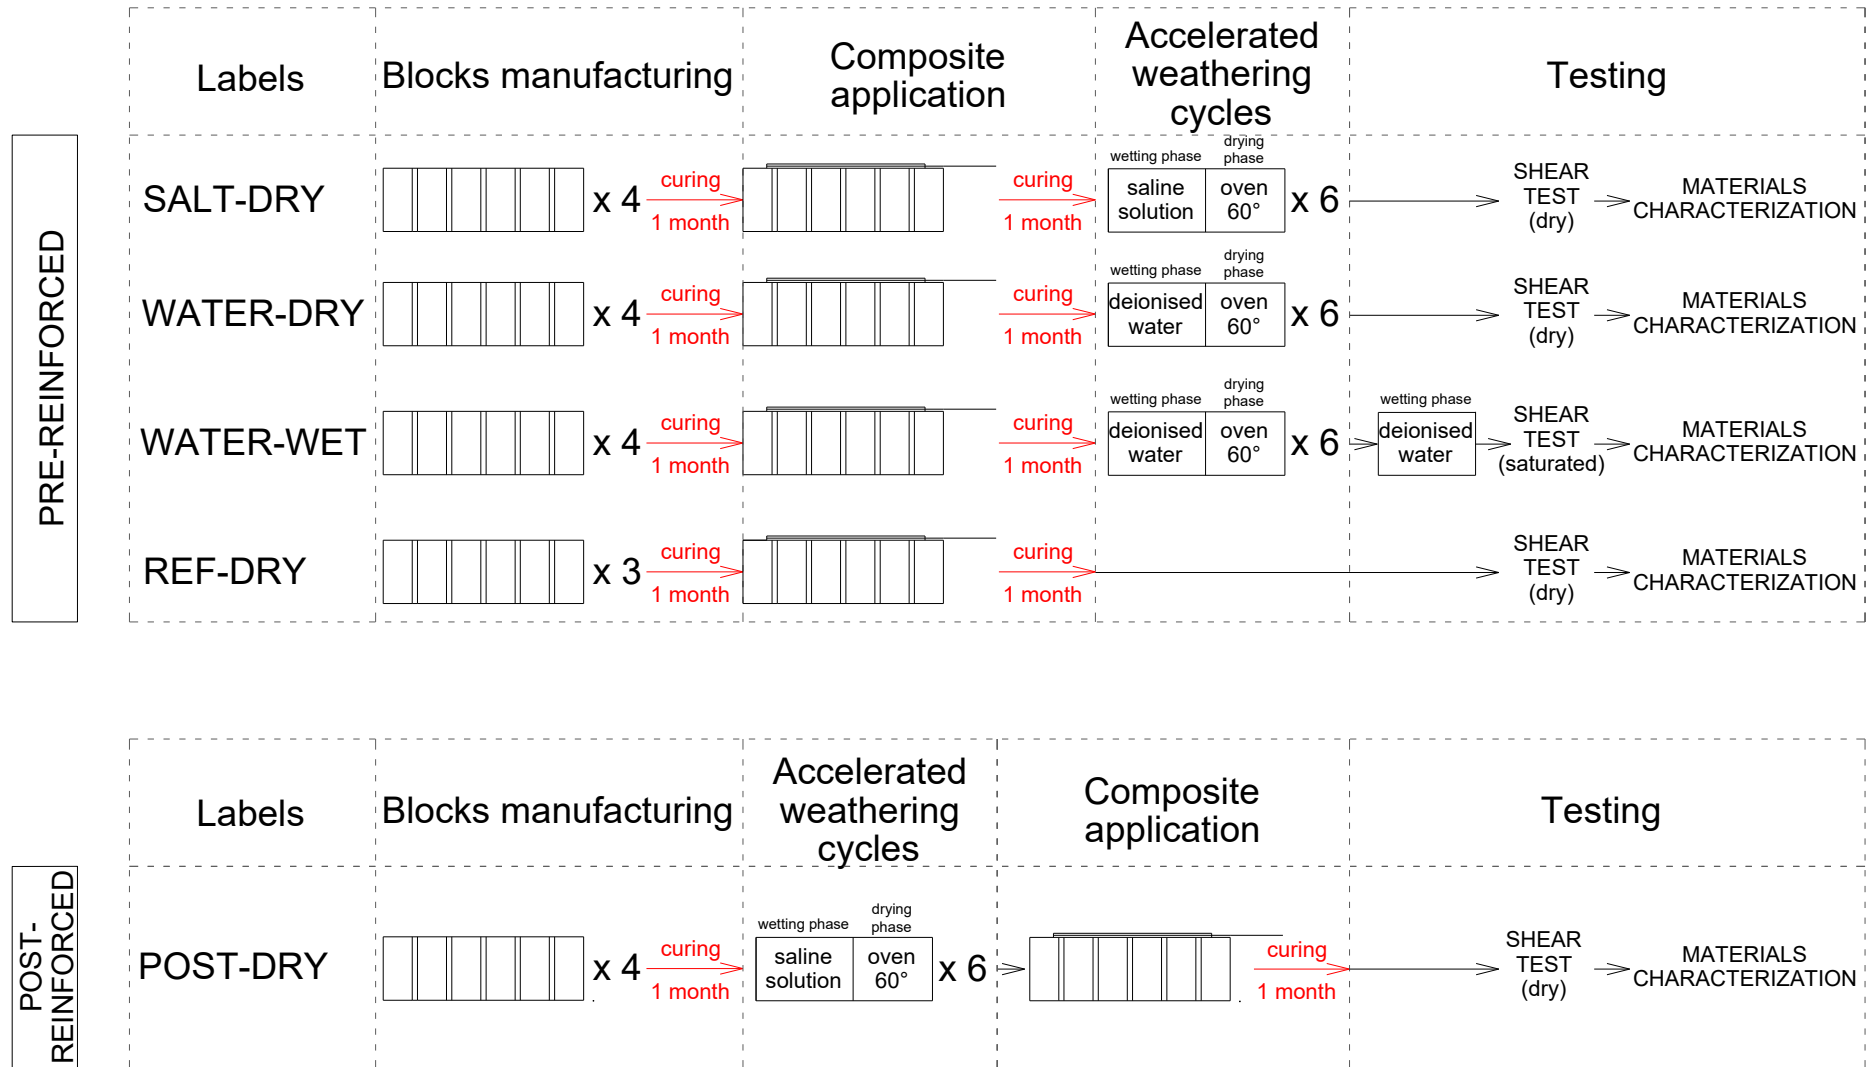 Labels
Blocks manufacturing
Composite
application
Accelerated
weathering
cycles
Testing
PRE-REINFORCED
SALT-DRY
x 4
curing
1 month
curing
1 month
wetting phase
drying
phase
saline
solution
oven
60°
x 6
SHEAR
TEST
(dry)
MATERIALS
CHARACTERIZATION
WATER-DRY
x 4
curing
1 month
curing
1 month
wetting phase
drying
phase
deionised
water
oven
60°
x 6
SHEAR
TEST
(dry)
MATERIALS
CHARACTERIZATION
WATER-WET
x 4
curing
1 month
curing
1 month
wetting phase
drying
phase
deionised
water
oven
60°
x 6
wetting phase
deionised
water
SHEAR
TEST
(saturated)
MATERIALS
CHARACTERIZATION
REF-DRY
x 3
curing
1 month
curing
1 month
SHEAR
TEST
(dry)
MATERIALS
CHARACTERIZATION
Labels
Blocks manufacturing
Accelerated
weathering
cycles
Composite
application
Testing
POST-
REINFORCED
POST-DRY
x 4
curing
1 month
wetting phase
drying
phase
saline
solution
oven
60°
x 6
curing
1 month
SHEAR
TEST
(dry)
MATERIALS
CHARACTERIZATION